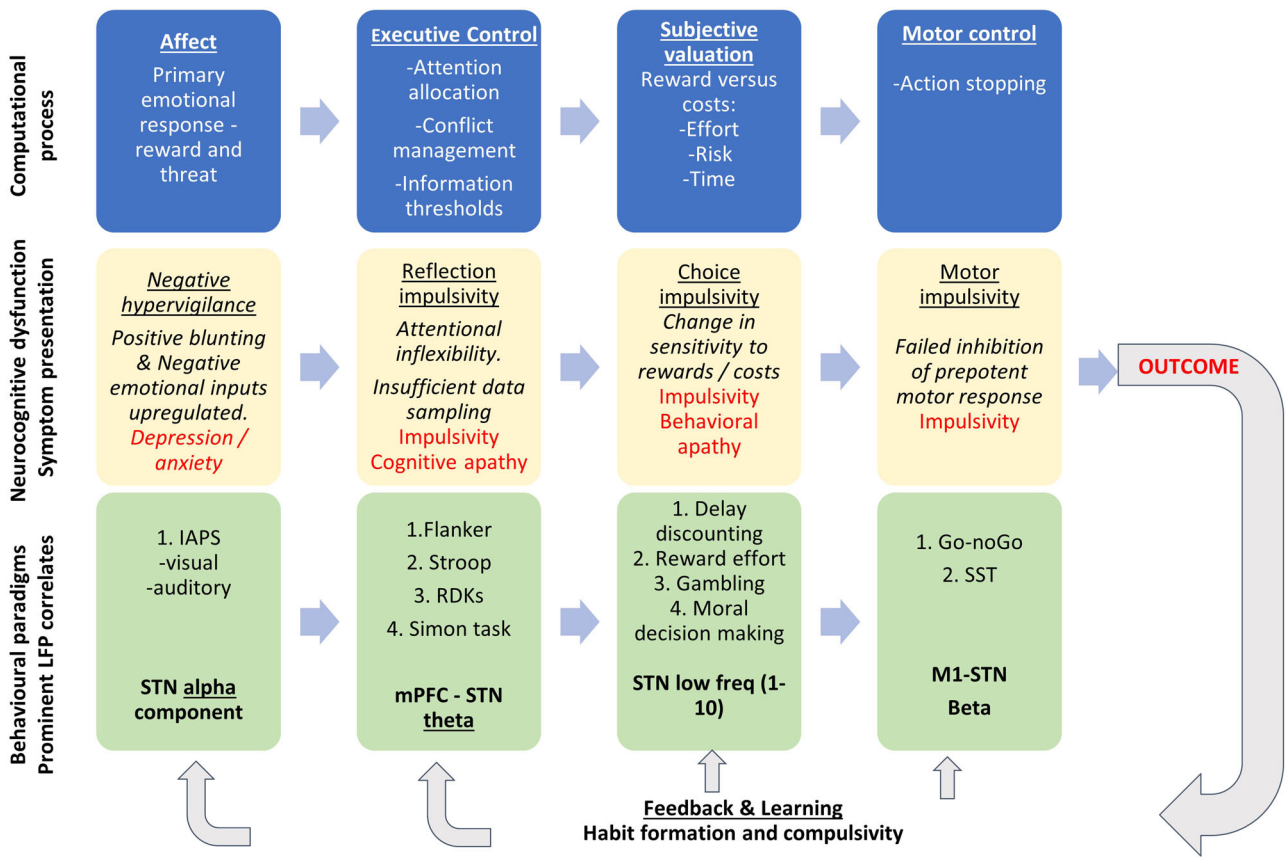 Computational
process
Affect
Primary
emotional
response -
reward and
threat
Executive Control
-Attention
allocation
-Conflict
management
-Information
thresholds
Subjective
valuation
Reward versus
costs:
-Effort
-Risk
-Time
Motor control
-Action stopping
Neurocognitive dysfunction
Symptom presentation
Negative
hypervigilance
Positive blunting
& Negative
emotional inputs
upregulated.
Depression /
anxiety
Reflection
impulsivity
Attentional
inflexibility.
Insufficient data
sampling
Impulsivity
Cognitive apathy
Choice
impulsivity
Change in
sensitivity to
rewards / costs
Impulsivity
Behavioral
apathy
Motor
impulsivity
Failed inhibition
of prepotent
motor response
Impulsivity
OUTCOME
Behavioural paradigms
Prominent LFP correlates
1. IAPS
-visual
-auditory
STN alpha
component
1.Flanker
2. Stroop
3. RDKs
4. Simon task
mPFC - STN
theta
1. Delay
discounting
2. Reward effort
3. Gambling
4. Moral
decision making
STN low freq (1-
10)
1. Go-noGo
2. SST
M1-STN
Beta
Feedback & Learning
Habit formation and compulsivity